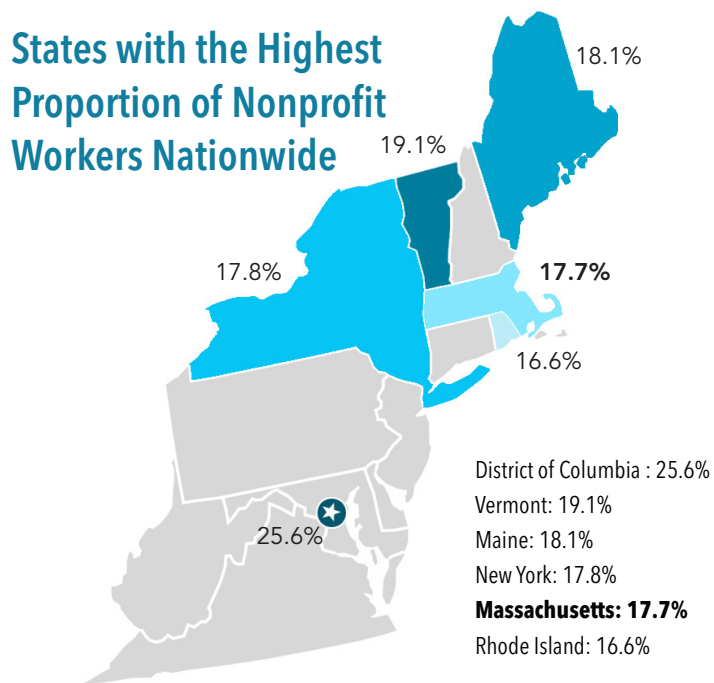 States with the Highest
Proportion of Nonprofit
Workers Nationwide
18.1%
19.1%
17.8%
17.7%
16.6%
25.6%
District of Columbia : 25.6%
Vermont: 19.1%
Maine: 18.1%
New York: 17.8%
Massachusetts: 17.7%
Rhode Island: 16.6%